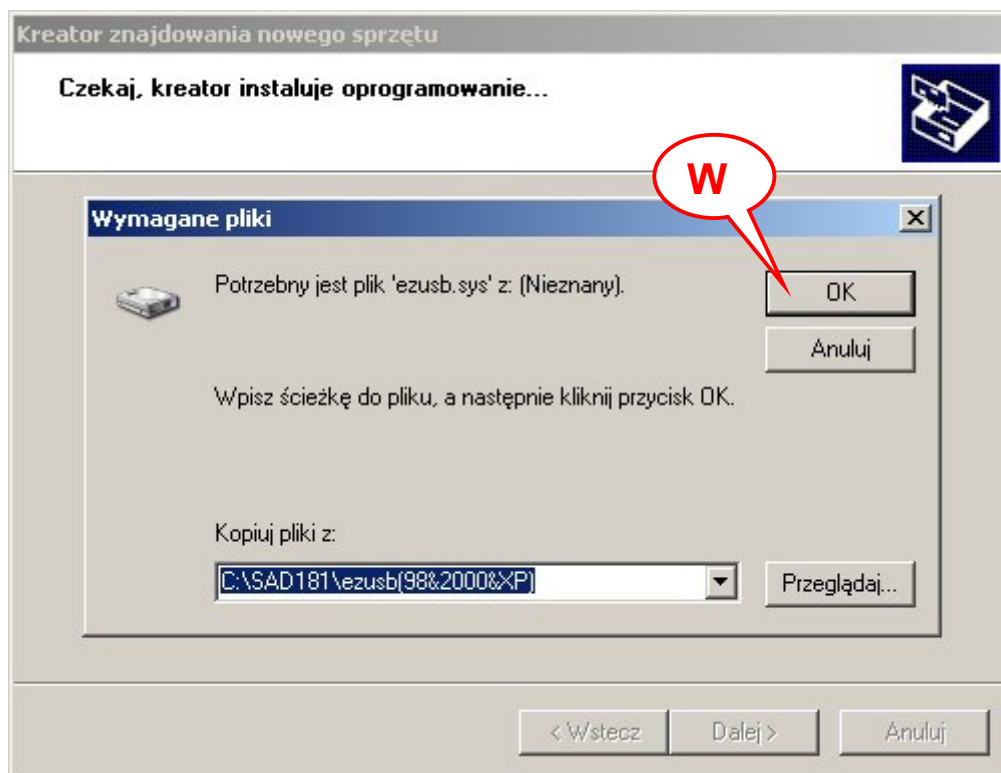 Kreator znajdowania nowego sprzętu
Czekaj, kreator instaluje oprogramowanie...
W
Wymagane pliki
Potrzebny jest plik 'ezusb.sys' z: (Nieznany).
OK
Anuluj
Wpisz ścieżkę do pliku, a następnie kliknij przycisk OK.
Kopiuj pliki z:
C:\SAD181\ezusb(98&2000&XP)
Przeglądaj...
< Wstecz
Dalej >
Anuluj